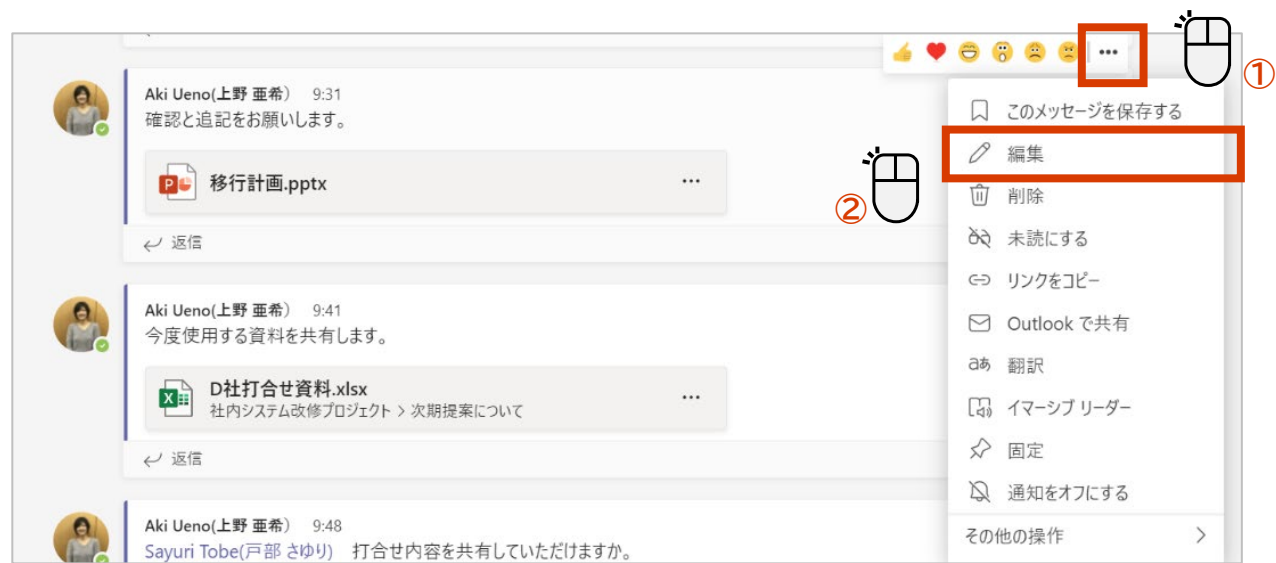 ①
Aki Ueno(上野 亜希） 9:31
確認と追記をお願いします。
移行計画.pptx
返信
Aki Ueno(上野 亜希） 9:41
今度使用する資料を共有します。
D社打合せ資料.xlsx
社内システム改修プロジェクト > 次期提案について
返信
Aki Ueno(上野 亜希） 9:48
Sayuri Tobe(戸部 さゆり) 打合せ内容を共有していただけますか。
このメッセージを保存する
②
編集
削除
未読にする
リンクをコピー
Outlook で共有
aあ 翻訳
イマーシブ リーダー
固定
通知をオフにする
その他の操作